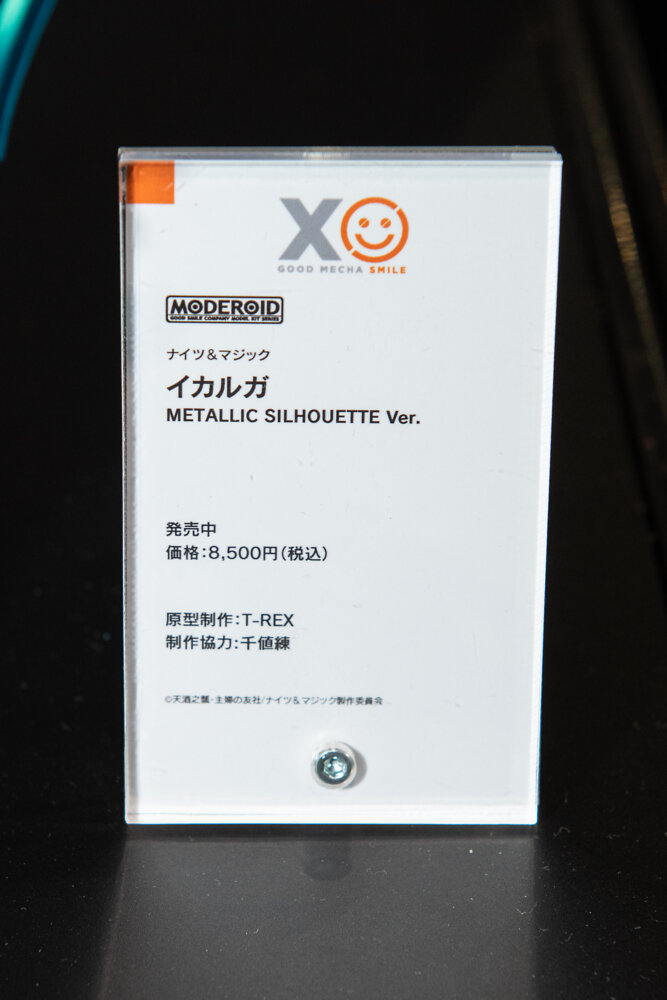 XO
GOOD MECHA SMILE
MODEROID
GOOD SMILE COMPANY MODEL KIT SERIES
ナイツ&マジック
イカルガ
METALLIC SILHOUETTE Ver.
発売中
価格:8,500円(税込)
原型制作:T-REX
制作協力:千値練
©天酒之瓢・主婦の友社/ナイツ&マジック製作委員会